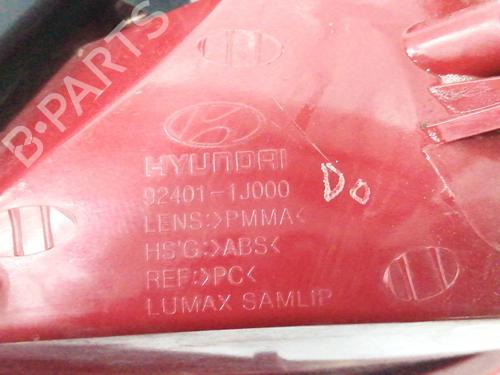 B-PARTS
HYUNDAI
92401-1J000 Do
LENS:>PMMA<
HS'G:>ABS<
REF:>PC<
LUMAX SAMLIP